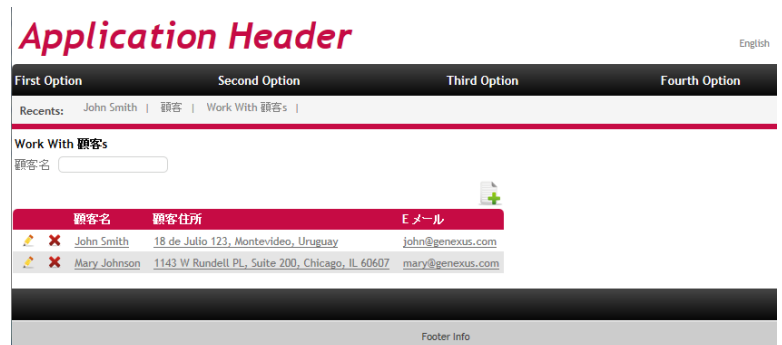 Application Header
English
First Option Second Option Third Option Fourth Option
Recents: John Smith | 顧客 | Work With 顧客s |
Work With 顧客s
顧客名
顧客名 顧客住所 Eメール
John Smith 18 de Julio 123, Montevideo, Uruguay john@genexus.com
Mary Johnson 1143 W Rundell PL, Suite 200, Chicago, IL 60607 mary@genexus.com
Footer Info